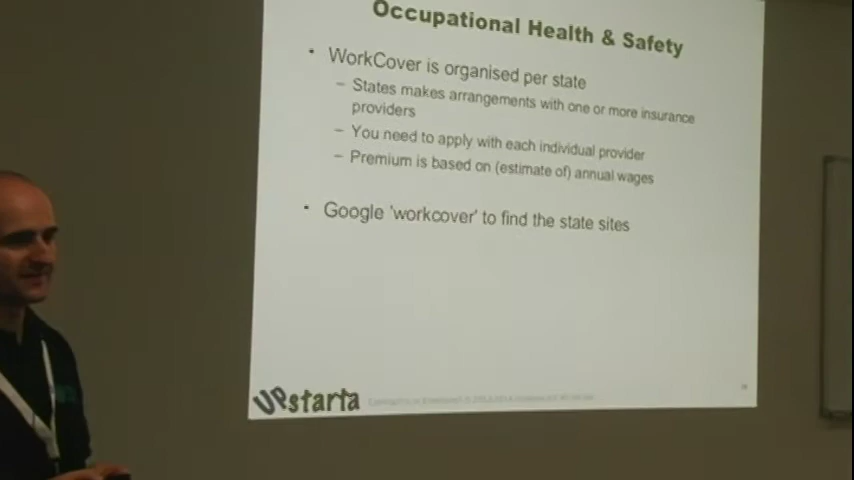 Occupational Health & Safety
• WorkCover is organised per state
– States makes arrangements with one or more insurance
providers
– You need to apply with each individual provider
– Premium is based on (estimate of) annual wages
• Google 'workcover' to find the state sites
UPstarta